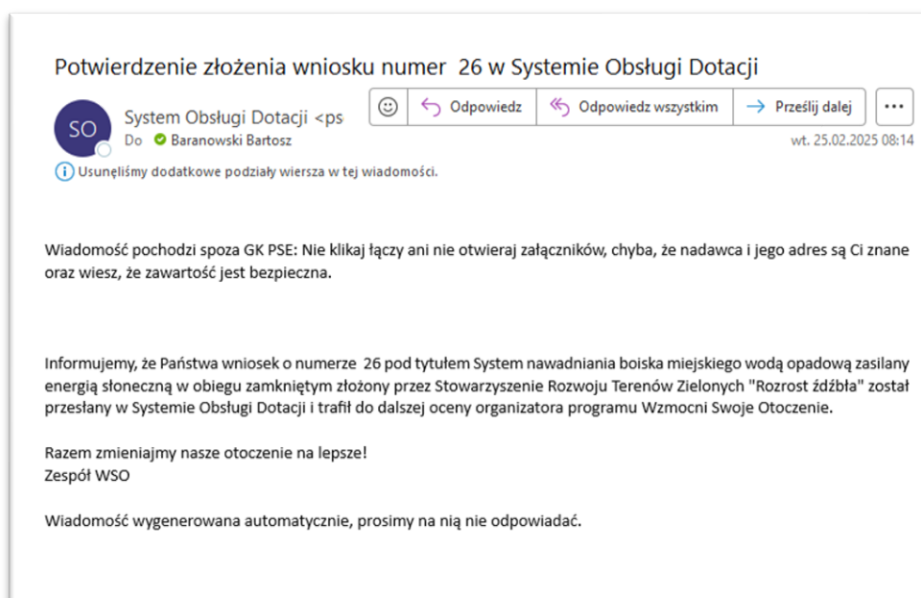 Potwierdzenie złożenia wniosku numer 26 w Systemie Obsługi Dotacji
SO
System Obsługi Dotacji <ps
Odpowiedz
Odpowiedz wszystkim
Prześlij dalej
...
Do Baranowski Bartosz
wt. 25.02.2025 08:14
Usunęliśmy dodatkowe podziały wiersza w tej wiadomości.
Wiadomość pochodzi spoza GK PSE: Nie klikaj łączy ani nie otwieraj załączników, chyba, że nadawca i jego adres są Ci znane
oraz wiesz, że zawartość jest bezpieczna.
Informujemy, że Państwa wniosek o numerze 26 pod tytułem System nawadniania boiska miejskiego wodą opadową zasilany
energią słoneczną w obiegu zamkniętym złożony przez Stowarzyszenie Rozwoju Terenów Zielonych "Rozrost źdźbła" został
przesłany w Systemie Obsługi Dotacji i trafił do dalszej oceny organizatora programu Wzmocni Swoje Otoczenie.
Razem zmieniajmy nasze otoczenie na lepsze!
Zespół WSO
Wiadomość wygenerowana automatycznie, prosimy na nią nie odpowiadać.